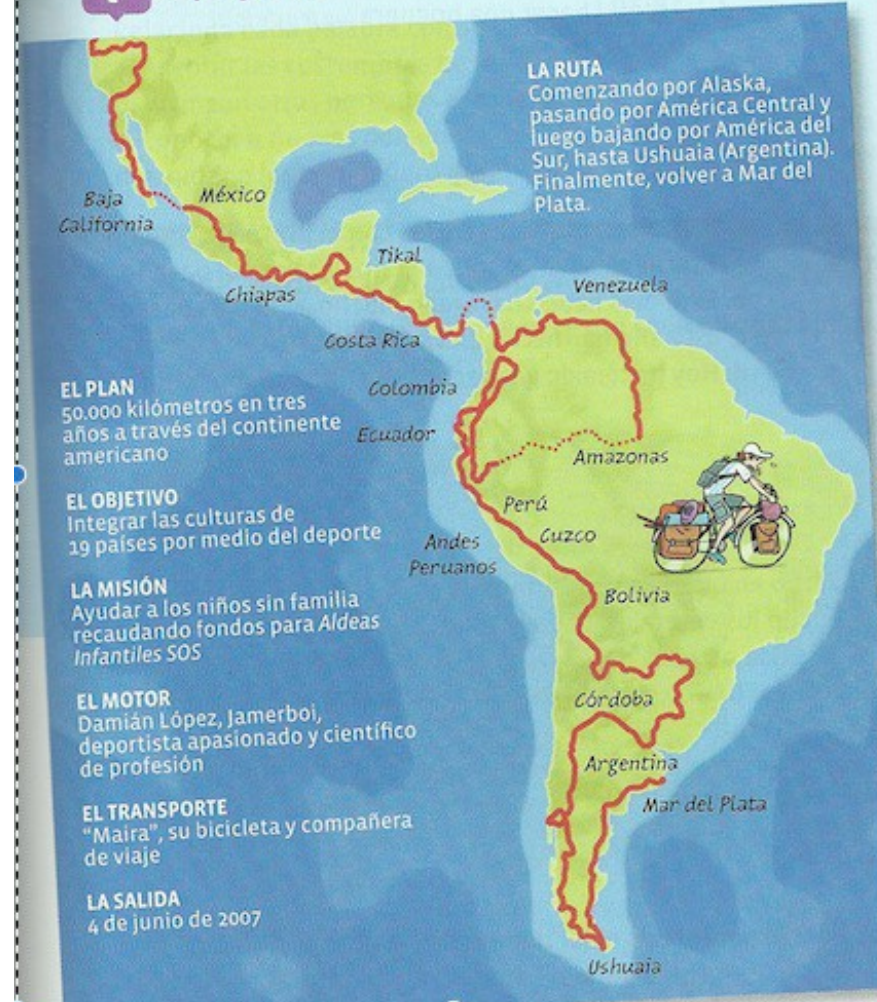 LA RUTA
Comenzando por Alaska,
pasando por América Central y
luego bajando por América del
Sur, hasta Ushuaia (Argentina).
Finalmente, volver a Mar del
Plata.
Baja
California
México
Tikal
Chiapas
Costa Rica
Venezuela
Colombia
Ecuador
Amazonas
Perú
Cuzco
Andes
Peruanos
Bolivia
Córdoba
Argentina
Mar del Plata
Ushuaia
EL PLAN
50.000 kilómetros en tres
años a través del continente
americano
EL OBJETIVO
Integrar las culturas de
19 países por medio del deporte
LA MISIÓN
Ayudar a los niños sin familia
recaudando fondos para Aldeas
Infantiles SOS
EL MOTOR
Damián López, Jamerboi,
deportista apasionado y científico
de profesión
EL TRANSPORTE
"Maira", su bicicleta y compañera
de viaje
LA SALIDA
4 de junio de 2007